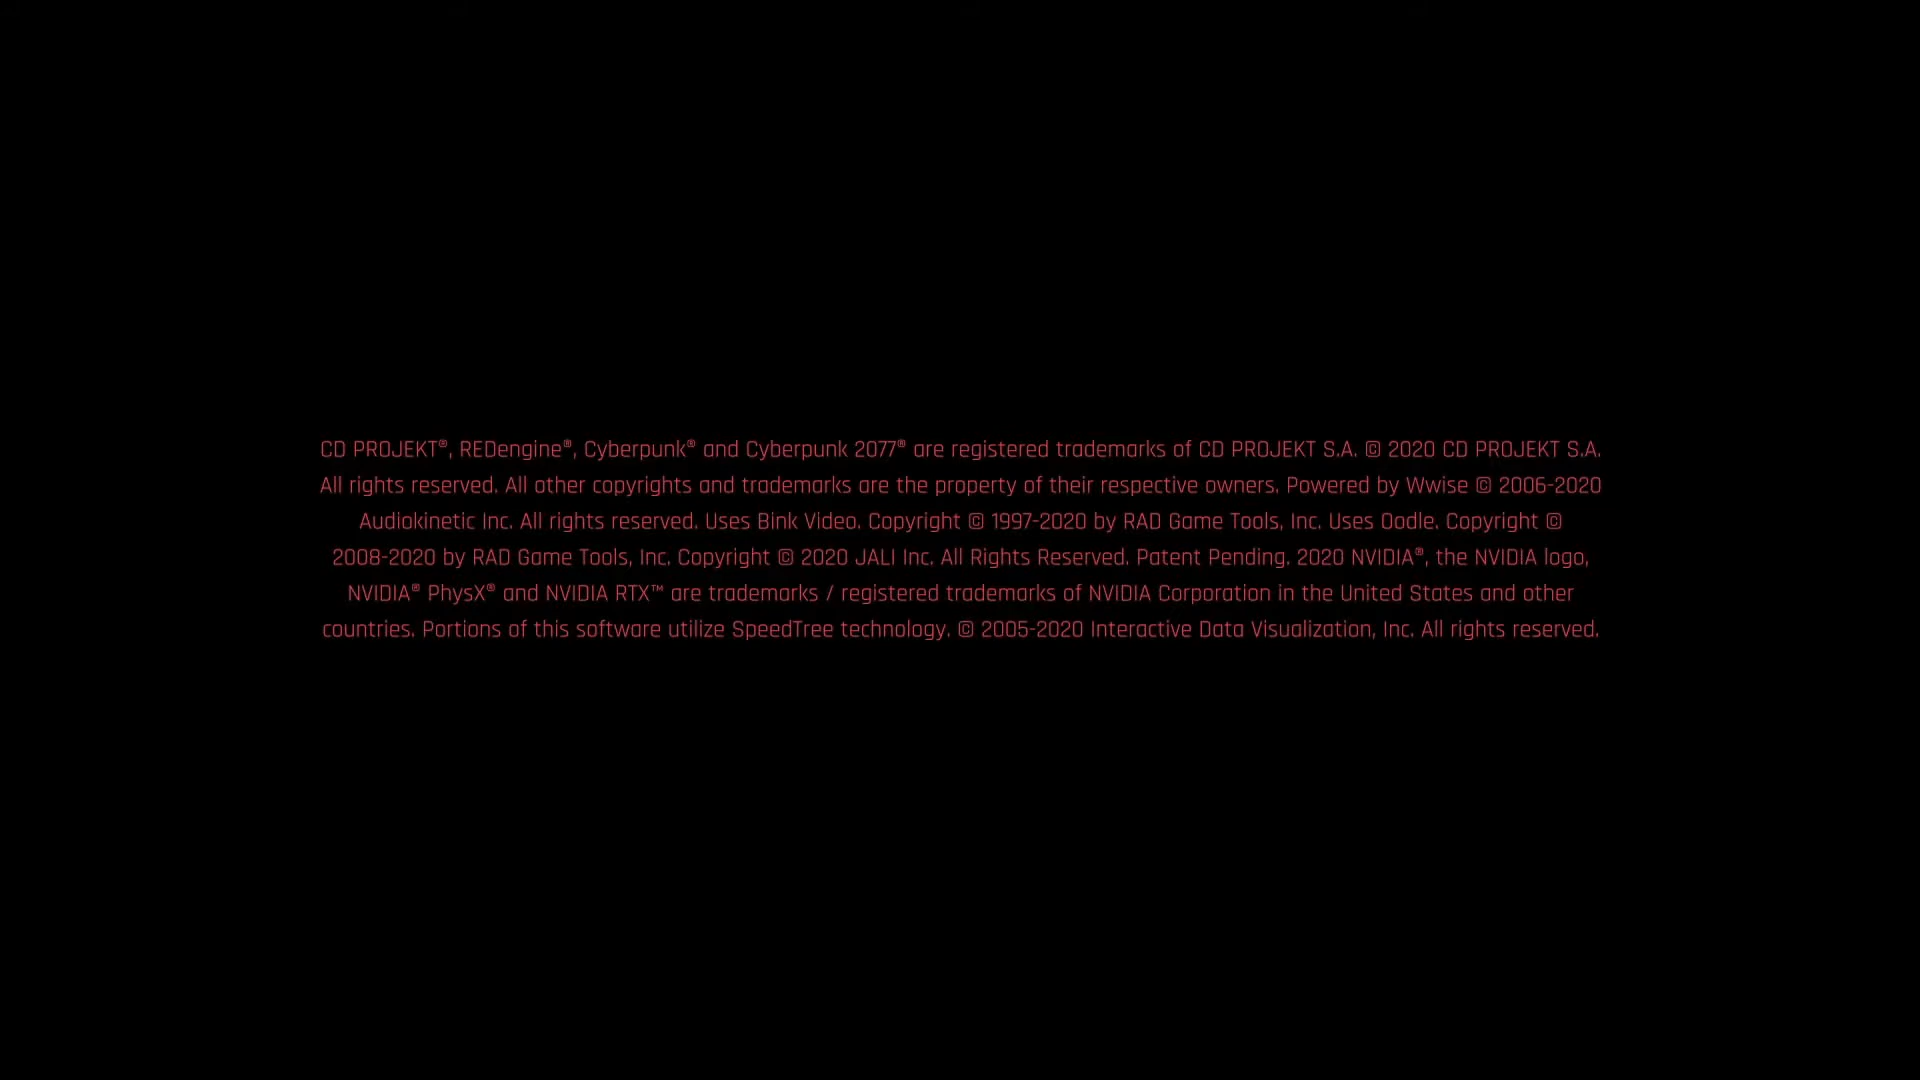 CD PROJEKT®, REDengine®, Cyberpunk® and Cyberpunk 2077® are registered trademarks of CD PROJEKT S.A. © 2020 CD PROJEKT S.A.
All rights reserved. All other copyrights and trademarks are the property of their respective owners. Powered by Wwise © 2006-2020
Audiokinetic Inc. All rights reserved. Uses Bink Video. Copyright © 1997-2020 by RAD Game Tools, Inc. Uses Oodle. Copyright ©
2008-2020 by RAD Game Tools, Inc. Copyright © 2020 JALI Inc. All Rights Reserved. Patent Pending. 2020 NVIDIA®, the NVIDIA logo,
NVIDIA® PhysX® and NVIDIA RTX™ are trademarks / registered trademarks of NVIDIA Corporation in the United States and other
countries. Portions of this software utilize SpeedTree technology. © 2005-2020 Interactive Data Visualization, Inc. All rights reserved.